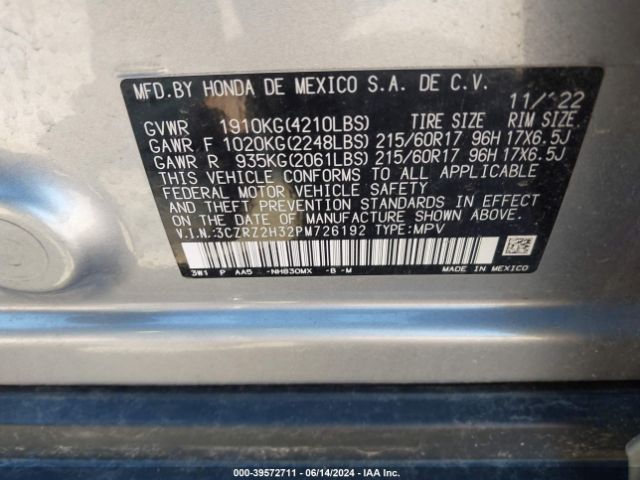 MFD.BY HONDA DE MEXICO S.A. DE C.V.
11/22
GVWR 1910KG(4210LBS) TIRE SIZE RIM SIZE
GAWR F 1020KG(2248LBS) 215/60R17 96H 17X6.5J
GAWR R 935KG(2061LBS) 215/60R17 96H 17X6.5J
THIS VEHICLE CONFORMS TO ALL APPLICABLE
FEDERAL MOTOR VEHICLE SAFETY
AND THEFT PREVENTION STANDARDS IN EFFECT
ON THE DATE OF MANUFACTURE SHOWN ABOVE.
V.I.N.:3CZRZ2H32PM726192 TYPE:MPV
3W1 P AA5 -NH830MX -B -M
MADE IN MEXICO
000-39572711 - 06/14/2024 - IAA Inc.